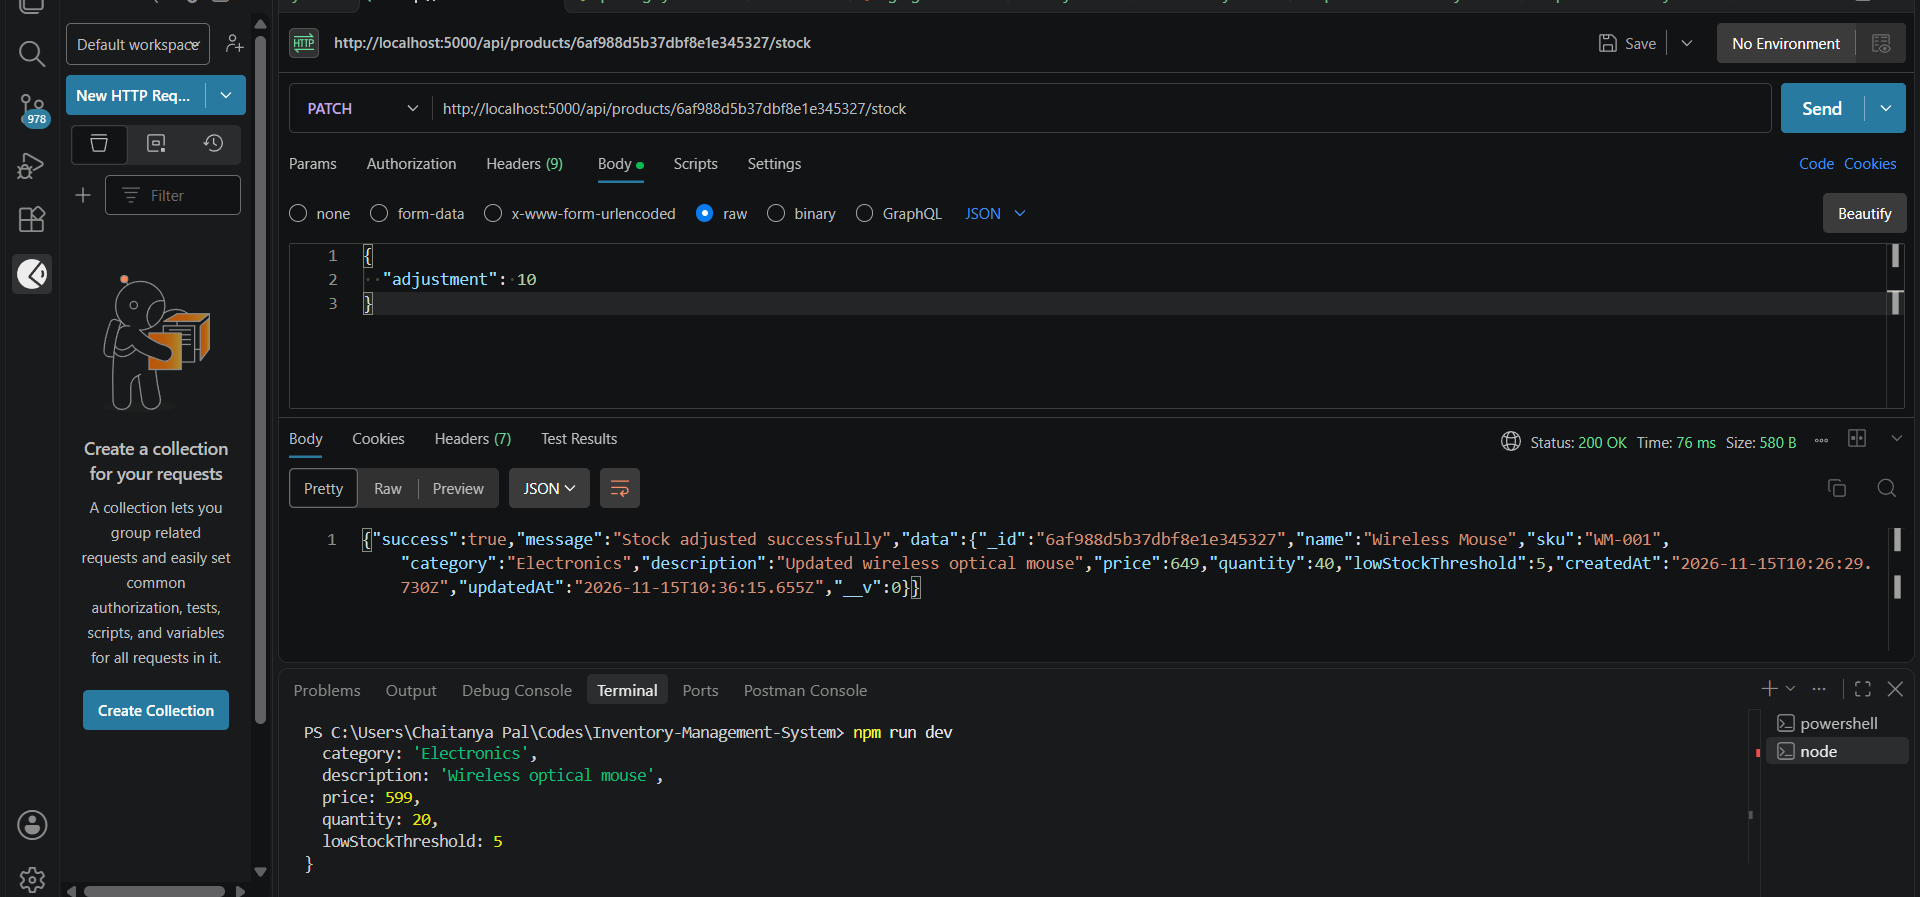 Default workspace
New HTTP Req...
978
Filter
Create a collection
for your requests
A collection lets you
group related
requests and easily set
common
authorization, tests,
scripts, and variables
for all requests in it.
Create Collection
HTTP
http://localhost:5000/api/products/6af988d5b37dbf8e1e345327/stock
Save
No Environment
PATCH
http://localhost:5000/api/products/6af988d5b37dbf8e1e345327/stock
Send
Params Authorization Headers (9) Body Scripts Settings
Code Cookies
none form-data x-www-form-urlencoded raw binary GraphQL JSON
Beautify
1 {
2 "adjustment": 10
3 }
Body Cookies Headers (7) Test Results
Status: 200 OK Time: 76 ms Size: 580 B
Pretty Raw Preview JSON
1 {"success":true,"message":"Stock adjusted successfully","data":{"_id":"6af988d5b37dbf8e1e345327","name":"Wireless Mouse","sku":"WM-001",
"category":"Electronics","description":"Updated wireless optical mouse","price":649,"quantity":40,"lowStockThreshold":5,"createdAt":"2026-11-15T10:26:29.
730Z","updatedAt":"2026-11-15T10:36:15.655Z","__v":0}}
Problems Output Debug Console Terminal Ports Postman Console
PS C:\Users\Chaitanya Pal\Codes\Inventory-Management-System> npm run dev
category: 'Electronics',
description: 'Wireless optical mouse',
price: 599,
quantity: 20,
lowStockThreshold: 5
}
powershell
node